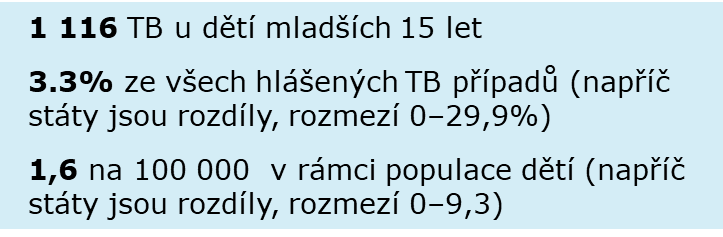 1 116 TB u dětí mladších 15 let
3.3% ze všech hlášených TB případů (napříč
státy jsou rozdíly, rozmezí 0–29,9%)
1,6 na 100 000 v rámci populace dětí (napříč
státy jsou rozdíly, rozmezí 0–9,3)